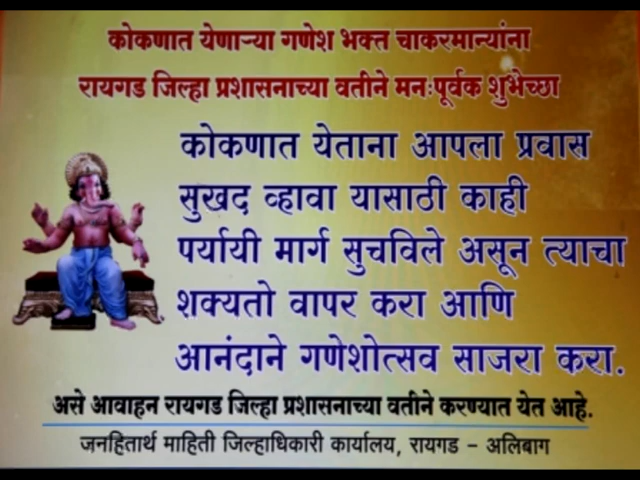 कोकणात येणाऱ्या गणेश भक्त चाकरमान्यांना
रायगड जिल्हा प्रशासनाच्या वतीने मनःपूर्वक शुभेच्छा
कोकणात येताना आपला प्रवास
सुखद व्हावा यासाठी काही
पर्यायी मार्ग सुचविले असून त्याचा
शक्यतो वापर करा आणि
आनंदाने गणेशोत्सव साजरा करा.
असे आवाहन रायगड जिल्हा प्रशासनाच्या वतीने करण्यात येत आहे.
जनहितार्थ माहिती जिल्हाधिकारी कार्यालय, रायगड - अलिबाग